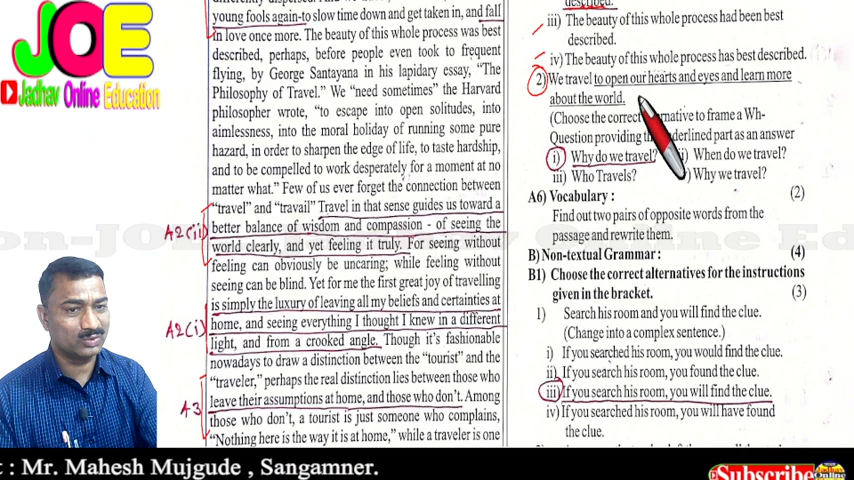 JOE
Jadhav Online Education
young fools again-to slow time down and get taken in, and fall
in love once more. The beauty of this whole process was best
described, perhaps, before people even took to frequent
flying, by George Santayana in his lapidary essay, “The
Philosophy of Travel.” We “need sometimes” the Harvard
philosopher wrote, “to escape into open solitudes, into
aimlessness, into the moral holiday of running some pure
hazard, in order to sharpen the edge of life, to taste hardship,
and to be compelled to work desperately for a moment at no
matter what.” Few of us ever forget the connection between
“travel” and “travail” Travel in that sense guides us toward a
better balance of wisdom and compassion - of seeing the
world clearly, and yet feeling it truly. For seeing without
feeling can obviously be uncaring; while feeling without
seeing can be blind. Yet for me the first great joy of travelling
is simply the luxury of leaving all my beliefs and certainties at
home, and seeing everything I thought I knew in a different
light, and from a crooked angle. Though it’s fashionable
nowadays to draw a distinction between the “tourist” and the
“traveler,” perhaps the real distinction lies between those who
leave their assumptions at home, and those who don’t. Among
those who don’t, a tourist is just someone who complains,
“Nothing here is the way it is at home,” while a traveler is one
A2(ii)
A2(i)
A3
described.
iii) The beauty of this whole process had been best
described.
iv) The beauty of this whole process has best described.
2) We travel to open our hearts and eyes and learn more
about the world.
(Choose the correct alternative to frame a Wh-
Question providing the underlined part as an answer
i) Why do we travel? ii) When do we travel?
iii) Who Travels? Why we travel?
A6) Vocabulary : (2)
Find out two pairs of opposite words from the
passage and rewrite them.
B) Non-textual Grammar : (4)
B1) Choose the correct alternatives for the instructions
given in the bracket. (3)
1) Search his room and you will find the clue.
(Change into a complex sentence.)
i) If you searched his room, you would find the clue.
ii) If you search his room, you found the clue.
iii) If you search his room, you will find the clue.
iv) If you searched his room, you will have found
the clue.
: Mr. Mahesh Mujgude , Sangamner.
Subscribe